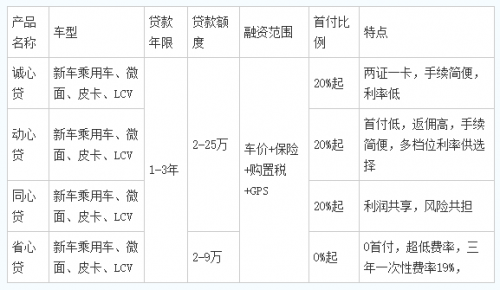 产品
名称
车型
贷款
年限
贷款额
度
融资范围
首付比
例
特点
诚心
贷
新车乘用车、微
面、皮卡、LCV
1-3年
2-25万
车价+保险
+购置税
+GPS
20%起
两证一卡，手续简便，
利率低
动心
贷
新车乘用车、微
面、皮卡、LCV
20%起
首付低，返佣高，手续
简便，多档位利率供选
择
同心
贷
新车乘用车、微
面、皮卡、LCV
20%起
利润共享，风险共担
省心
贷
新车乘用车、微
面、皮卡、LCV
2-9万
0%起
0首付，超低费率，三
年一次性费率19%，